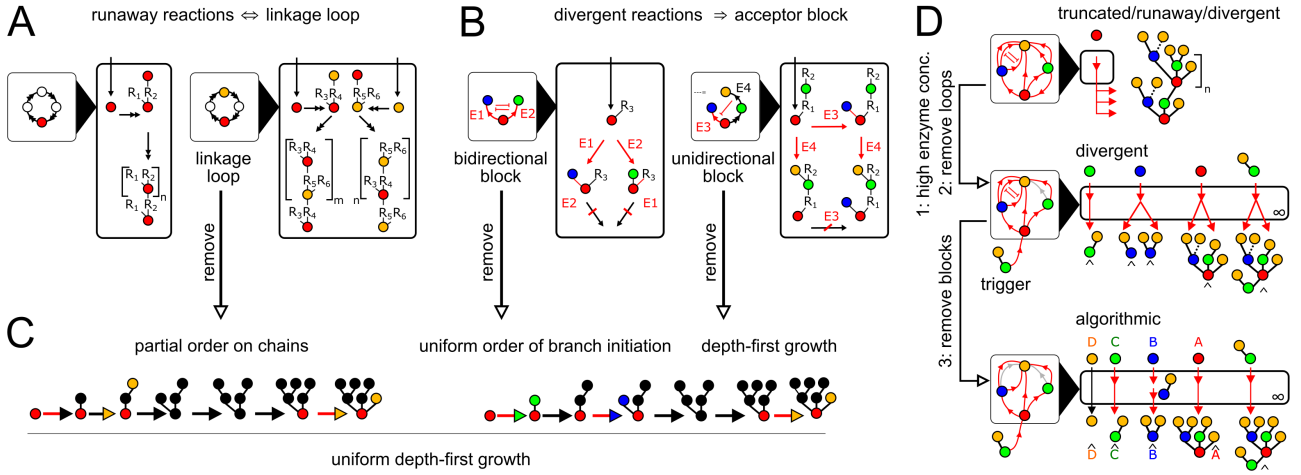 A
runaway reactions ⇔ linkage loop
R1 R2
[R1 R2]n
R1 R2
linkage
loop
R3 R4
R5 R6
R3 R4
R5 R6
R3 R4
m
n
R5 R6
R3 R4
R5 R6
remove
B
divergent reactions ⇒ acceptor block
E1 E2
bidirectional
block
R3
E1 E2
R3 R3
E2 E1
E4
E3
unidirectional
block
R2 R2
R1 E3 R1
E4 E4
R2 R2
R1 R1
E3
remove
C
partial order on chains
uniform order of branch initiation
depth-first growth
uniform depth-first growth
D
1: high enzyme conc.
2: remove loops
3: remove blocks
truncated/runaway/divergent
n
divergent
∞
^ ^ ^ ^ ^
trigger
algorithmic
D C B A
∞
^ ^ ^ ^ ^
D C B A